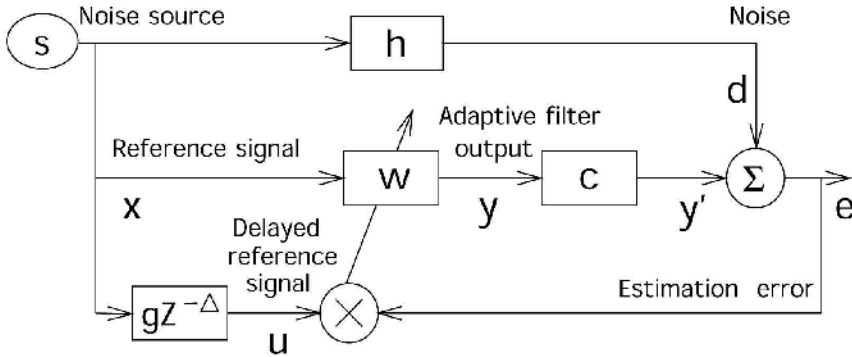 Noise source
Noise
s
h
d
Adaptive filter
output
Reference signal
w
c
Σ
x
y
y'
e
Delayed
reference
signal
Estimation error
gZ^-Δ
u